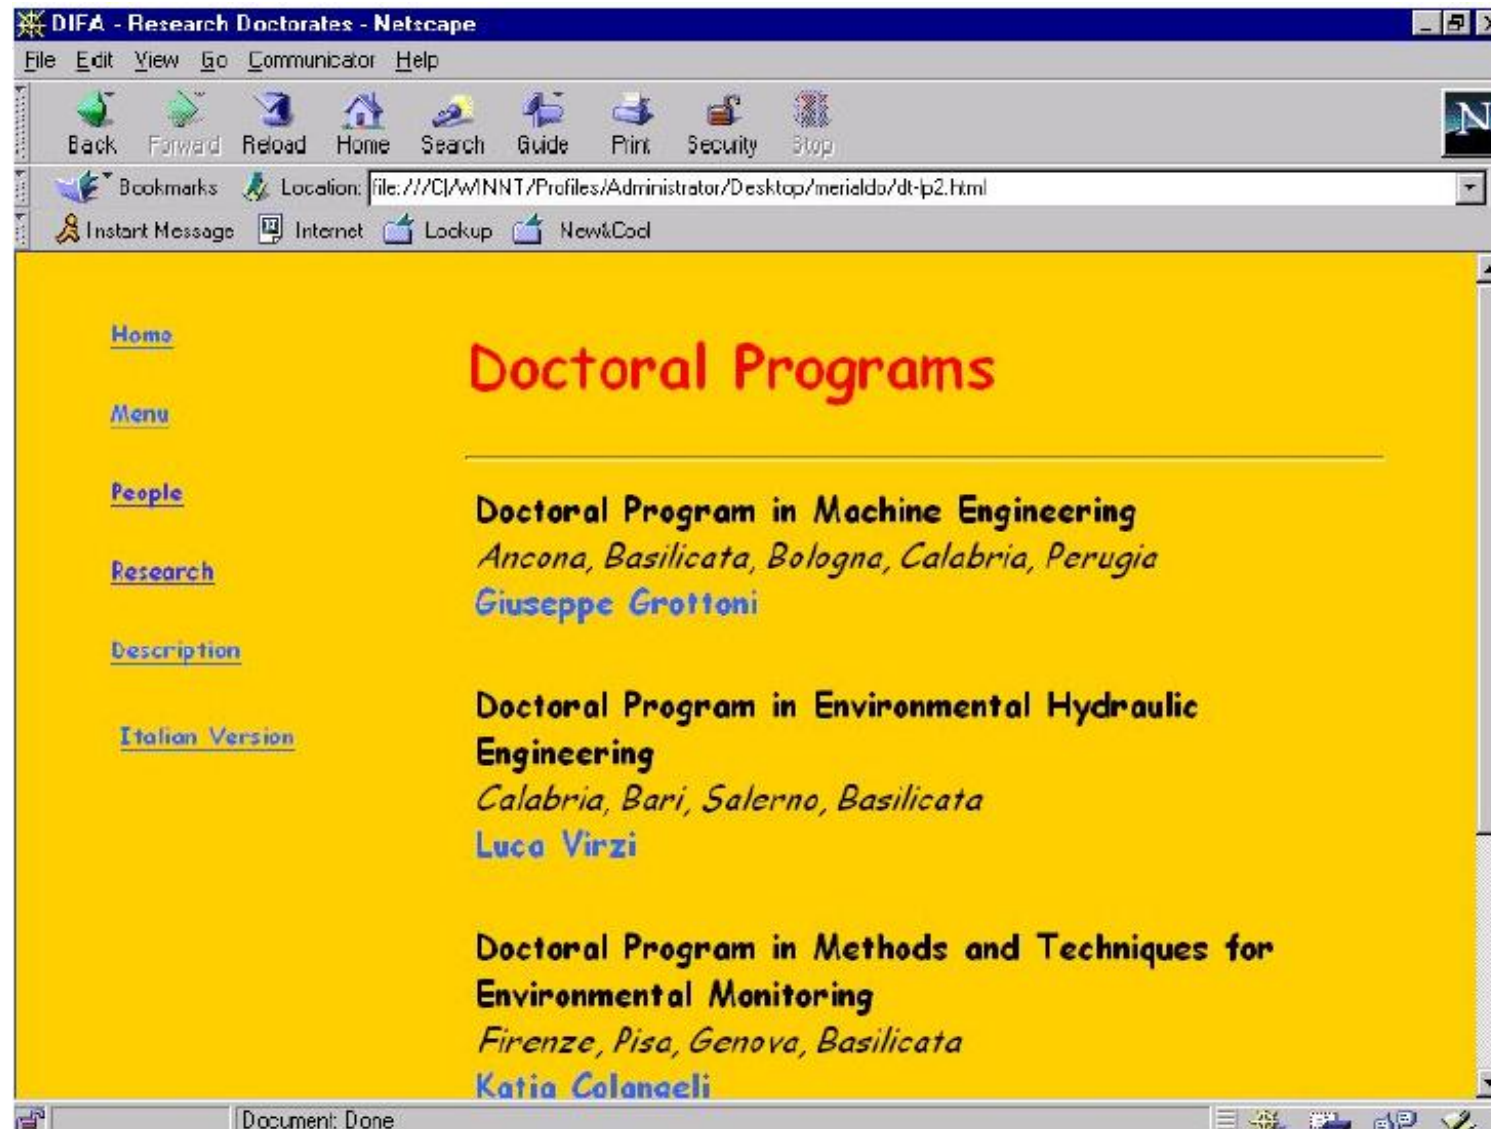 DIFA - Research Doctorates - Netscape
File Edit View Go Communicator Help
Back Forward Reload Home Search Guide Print Security Stop
N
Bookmarks Location: file:///C|/WINNT/Profiles/Administrator/Desktop/merialdo/dt-lp2.html
Instant Message Internet Lookup New&Cool
Home
Menu
People
Research
Description
Italian Version
Doctoral Programs
Doctoral Program in Machine Engineering
Ancona, Basilicata, Bologna, Calabria, Perugia
Giuseppe Grottoni
Doctoral Program in Environmental Hydraulic
Engineering
Calabria, Bari, Salerno, Basilicata
Luca Virzi
Doctoral Program in Methods and Techniques for
Environmental Monitoring
Firenze, Pisa, Genova, Basilicata
Katia Colangeli
Document: Done